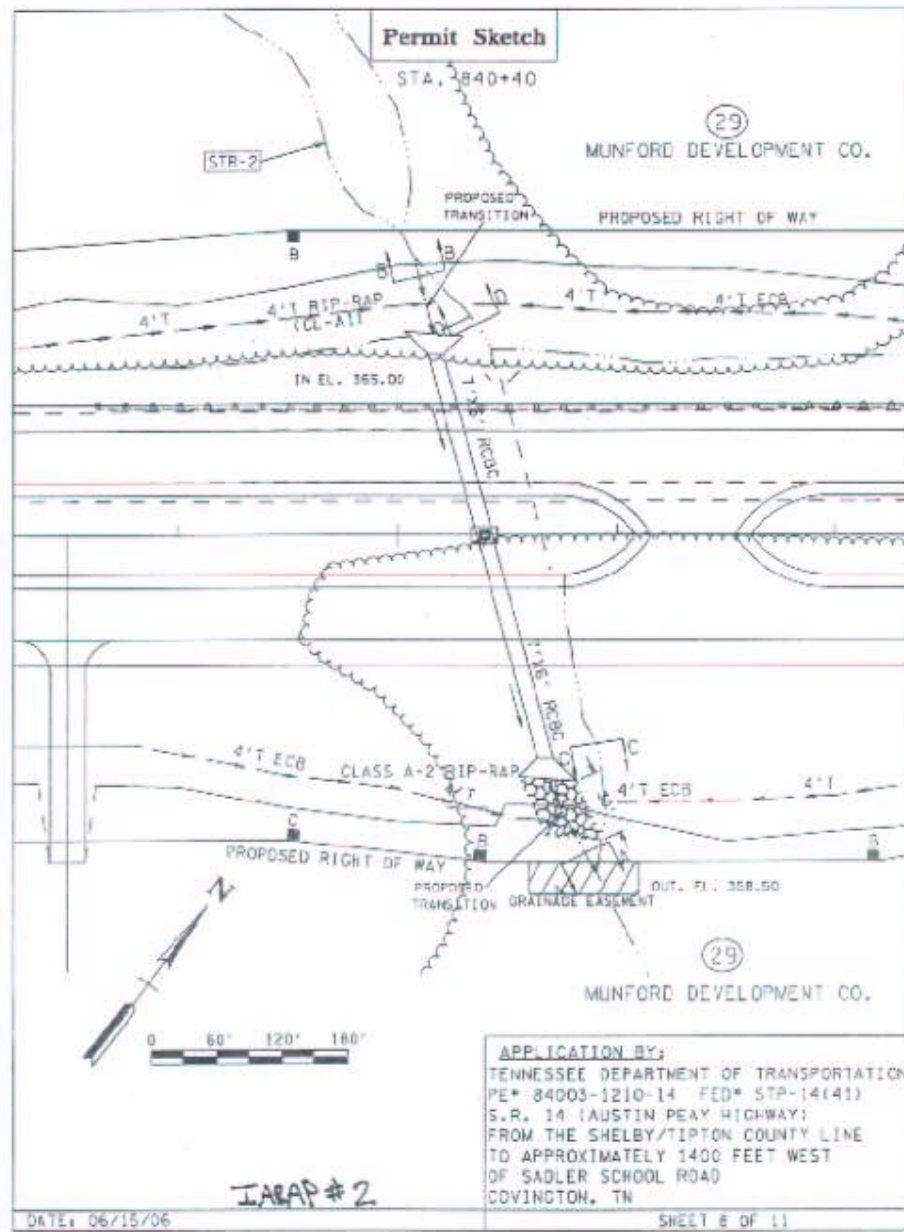 Permit Sketch
STA. 840+40
29
MUNFORD DEVELOPMENT CO.
STR-2
PROPOSED
TRANSITION
PROPOSED RIGHT OF WAY
B
B
B
D
4'T
4'T RIP-RAP
(CL-A1)
4'T
4'T ECB
IN EL. 365.00
RCBC
7'X6' RCBC
4'T ECB
CLASS A-2 RIP-RAP
4'T
C
C
4'T ECB
4'T
C
B
B
PROPOSED RIGHT OF WAY
PROPOSED
TRANSITION
DRAINAGE EASEMENT
OUT. EL. 358.50
N
29
MUNFORD DEVELOPMENT CO.
0 60' 120' 180'
APPLICATION BY:
TENNESSEE DEPARTMENT OF TRANSPORTATION
PE# 84003-1210-14 FED# STP-14(41)
S.R. 14 (AUSTIN PEAY HIGHWAY)
FROM THE SHELBY/TIPTON COUNTY LINE
TO APPROXIMATELY 1400 FEET WEST
OF SADLER SCHOOL ROAD
COVINGTON, TN
IARAP #2
DATE: 06/15/06
SHEET 8 OF 11